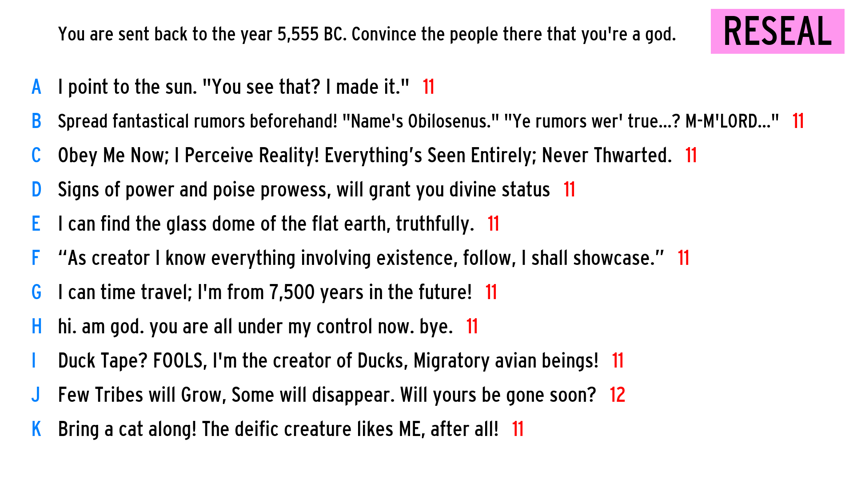 You are sent back to the year 5,555 BC. Convince the people there that you're a god.
RESEAL
A I point to the sun. "You see that? I made it." 11
B Spread fantastical rumors beforehand! "Name's Obilosenus." "Ye rumors wer' true...? M-M'LORD..." 11
C Obey Me Now; I Perceive Reality! Everything’s Seen Entirely; Never Thwarted. 11
D Signs of power and poise prowess, will grant you divine status 11
E I can find the glass dome of the flat earth, truthfully. 11
F “As creator I know everything involving existence, follow, I shall showcase.” 11
G I can time travel; I'm from 7,500 years in the future! 11
H hi. am god. you are all under my control now. bye. 11
I Duck Tape? FOOLS, I'm the creator of Ducks, Migratory avian beings! 11
J Few Tribes will Grow, Some will disappear. Will yours be gone soon? 12
K Bring a cat along! The deific creature likes ME, after all! 11